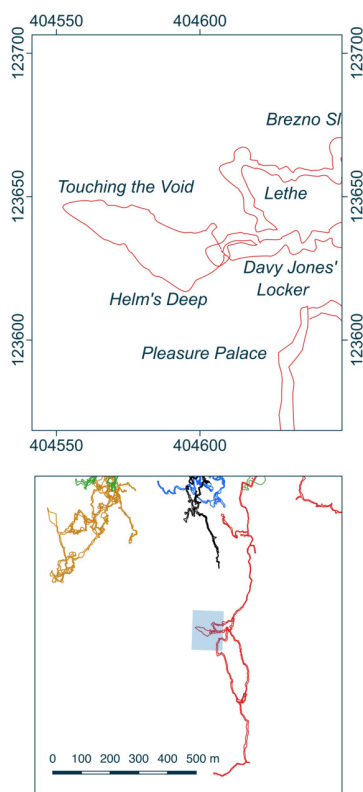 404550 404600
123700
123700
Brezno Sl
Touching the Void
Lethe
123650
123650
Davy Jones'
Locker
Helm's Deep
Pleasure Palace
123600
123600
404550 404600
0 100 200 300 400 500 m